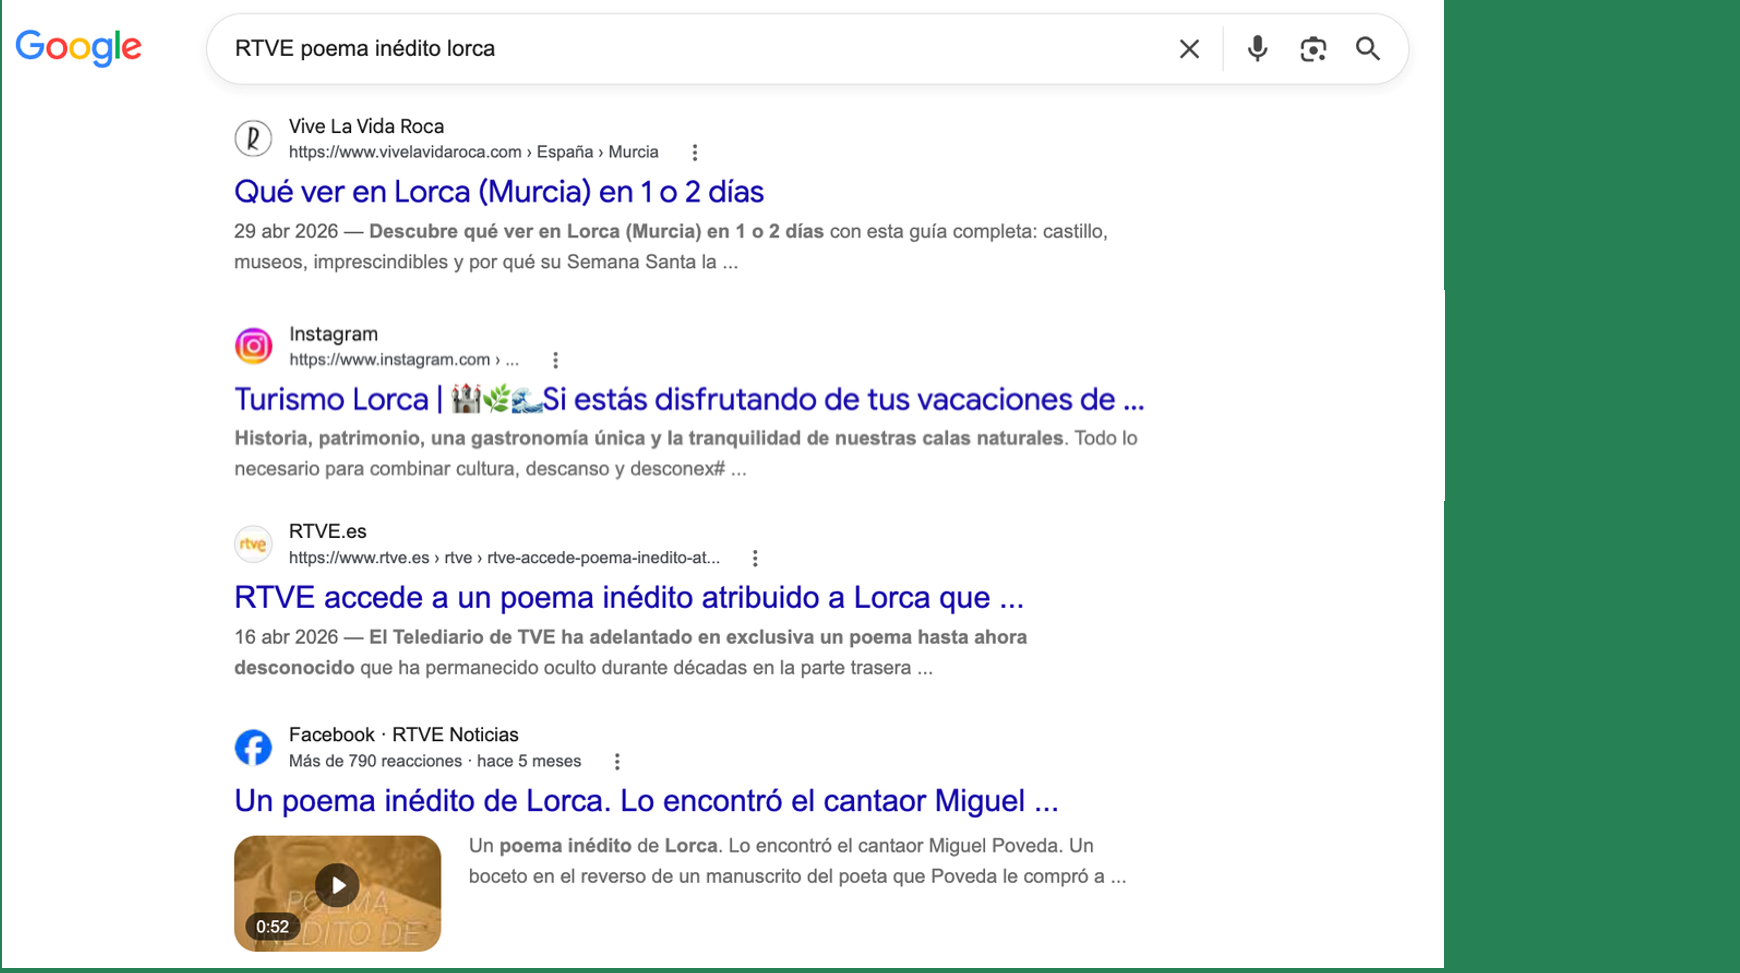 Google
RTVE poema inédito lorca
Vive La Vida Roca
https://www.vivelavidaroca.com › España › Murcia
Qué ver en Lorca (Murcia) en 1 o 2 días
29 abr 2026 — Descubre qué ver en Lorca (Murcia) en 1 o 2 días con esta guía completa: castillo,
museos, imprescindibles y por qué su Semana Santa la ...
Instagram
https://www.instagram.com › ...
Turismo Lorca | 🏰🌿🌊Si estás disfrutando de tus vacaciones de ...
Historia, patrimonio, una gastronomía única y la tranquilidad de nuestras calas naturales. Todo lo
necesario para combinar cultura, descanso y desconex# ...
rtve
RTVE.es
https://www.rtve.es › rtve › rtve-accede-poema-inedito-at...
RTVE accede a un poema inédito atribuido a Lorca que ...
16 abr 2026 — El Telediario de TVE ha adelantado en exclusiva un poema hasta ahora
desconocido que ha permanecido oculto durante décadas en la parte trasera ...
Facebook · RTVE Noticias
Más de 790 reacciones · hace 5 meses
Un poema inédito de Lorca. Lo encontró el cantaor Miguel ...
Un poema inédito de Lorca. Lo encontró el cantaor Miguel Poveda. Un
boceto en el reverso de un manuscrito del poeta que Poveda le compró a ...
POEMA
INÉDITO DE
0:52